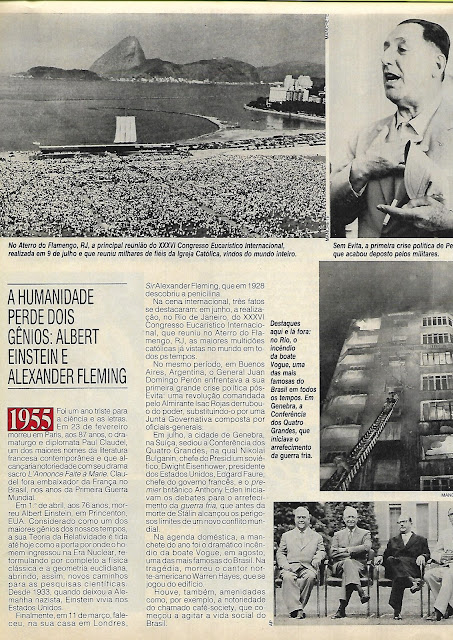 MANCHETE
No Aterro do Flamengo, RJ, a principal reunião do XXXVI Congresso Eucarístico Internacional,
realizada em 9 de julho e que reuniu milhares de fiéis da Igreja Católica, vindos do mundo inteiro.
Sem Evita, a primeira crise política de Pe
que acabou deposto pelos militares.
A HUMANIDADE
PERDE DOIS
GÊNIOS: ALBERT
EINSTEIN E
ALEXANDER FLEMING
1955 Foi um ano triste para
a ciência e as letras.
Em 23 de fevereiro
morreu em Paris, aos 87 anos, o dra-
maturgo e diplomata Paul Claudel,
um dos maiores nomes da literatura
francesa contemporânea e que al-
cançaria notoriedade com seu drama
sacro L'Annonce Faite à Marie. Clau-
del fora embaixador da França no
Brasil, nos anos da Primeira Guerra
Mundial.
Em 1º de abril, aos 76 anos, mor-
reu Albert Einstein, em Princenton,
EUA. Considerado como um dos
maiores gênios dos nossos tempos,
a sua Teoria da Relatividade é tida
até hoje como a porta por onde o ho-
mem ingressou na Era Nuclear, re-
formulando por completo a física
clássica e a geometria euclidiana,
abrindo, assim, novos caminhos
para as pesquisas científicas.
Desde 1933, quando deixou a Ale-
manha nazista, Einstein vivia nos
Estados Unidos.
Finalmente, em 11 de março, fale-
ceu, na sua casa em Londres,
Sir Alexander Fleming, que em 1928
descobriu a penicilina.
Na cena internacional, três fatos
se destacaram: em junho, a realiza-
ção, no Rio de Janeiro, do XXXVI
Congresso Eucarístico Internacio-
nal, que reuniu no Aterro do Fla-
mengo, RJ, as maiores multidões
católicas já vistas no mundo em to-
dos os tempos.
No mesmo período, em Buenos
Aires, Argentina, o General Juan
Domingo Perón enfrentava a sua
primeira grande crise política pós-
Evita: uma revolução comandada
pelo Almirante Isac Rojas derrubou-
o do poder, substituindo-o por uma
Junta Governativa composta por
oficiais-generais.
Em julho, a cidade de Genebra,
na Suíça, sediou a Conferência dos
Quatro Grandes, na qual Nikolai
Bulganin, chefe do Presidium sovié-
tico, Dwight Eisenhower, presidente
dos Estados Unidos, Edgard Faure,
chefe do governo francês, e o pre-
mier britânico Anthony Eden inicia-
vam os debates para o arrefecimen-
to da guerra fria, que antes da
morte de Stálin alcançou os perigo-
sos limites de um novo conflito mun-
dial.
Na agenda doméstica, a man-
chete do ano foi o dramático incên-
dio da boate Vogue, em agosto,
uma das mais famosas do Brasil. Na
tragédia, morreu o cantor nor-
te-americano Warren Hayes, que se
jogou do edifício.
Houve, também, amenidades
como, por exemplo, a notoriedade
do chamado café-society, que co-
meçou a agitar a vida social do
Brasil.
Destaques
aqui e lá fora:
no Rio, o
incêndio
da boate
Vogue, uma
das mais
famosas do
Brasil em todos
os tempos. Em
Genebra, a
Conferência
dos Quatro
Grandes, que
iniciava o
arrefecimento
da guerra fria.